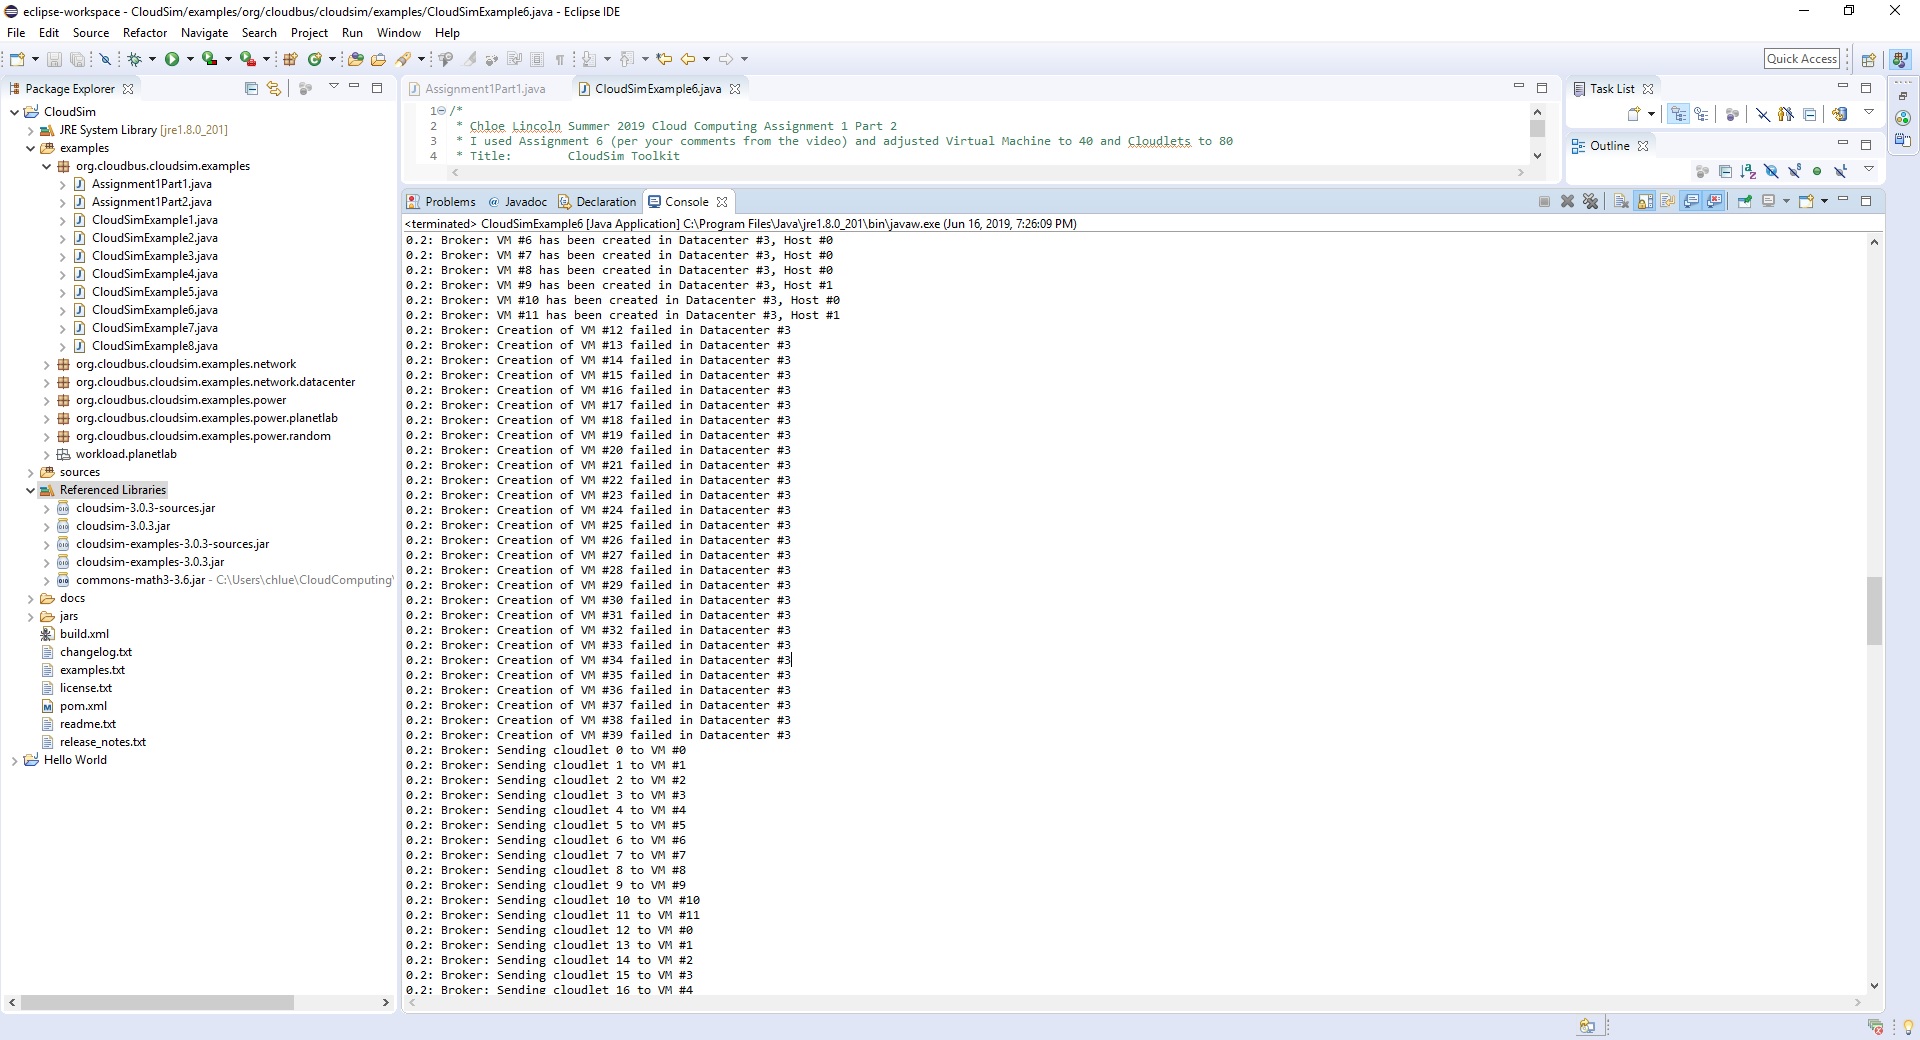 eclipse-workspace - CloudSim/examples/org/cloudbus/cloudsim/examples/CloudSimExample6.java - Eclipse IDE
File Edit Source Refactor Navigate Search Project Run Window Help
Quick Access
Package Explorer
CloudSim
JRE System Library [jre1.8.0_201]
examples
org.cloudbus.cloudsim.examples
Assignment1Part1.java
Assignment1Part2.java
CloudSimExample1.java
CloudSimExample2.java
CloudSimExample3.java
CloudSimExample4.java
CloudSimExample5.java
CloudSimExample6.java
CloudSimExample7.java
CloudSimExample8.java
org.cloudbus.cloudsim.examples.network
org.cloudbus.cloudsim.examples.network.datacenter
org.cloudbus.cloudsim.examples.power
org.cloudbus.cloudsim.examples.power.planetlab
org.cloudbus.cloudsim.examples.power.random
workload.planetlab
sources
Referenced Libraries
cloudsim-3.0.3-sources.jar
cloudsim-3.0.3.jar
cloudsim-examples-3.0.3-sources.jar
cloudsim-examples-3.0.3.jar
commons-math3-3.6.jar - C:\Users\chlue\CloudComputing\
docs
jars
build.xml
changelog.txt
examples.txt
license.txt
pom.xml
readme.txt
release_notes.txt
Hello World
Assignment1Part1.java CloudSimExample6.java
1 /*
2 * Chloe Lincoln Summer 2019 Cloud Computing Assignment 1 Part 2
3 * I used Assignment 6 (per your comments from the video) and adjusted Virtual Machine to 40 and Cloudlets to 80
4 * Title: CloudSim Toolkit
Task List
Outline
Problems @ Javadoc Declaration Console
<terminated> CloudSimExample6 [Java Application] C:\Program Files\Java\jre1.8.0_201\bin\javaw.exe (Jun 16, 2019, 7:26:09 PM)
0.2: Broker: VM #6 has been created in Datacenter #3, Host #0
0.2: Broker: VM #7 has been created in Datacenter #3, Host #0
0.2: Broker: VM #8 has been created in Datacenter #3, Host #0
0.2: Broker: VM #9 has been created in Datacenter #3, Host #1
0.2: Broker: VM #10 has been created in Datacenter #3, Host #0
0.2: Broker: VM #11 has been created in Datacenter #3, Host #1
0.2: Broker: Creation of VM #12 failed in Datacenter #3
0.2: Broker: Creation of VM #13 failed in Datacenter #3
0.2: Broker: Creation of VM #14 failed in Datacenter #3
0.2: Broker: Creation of VM #15 failed in Datacenter #3
0.2: Broker: Creation of VM #16 failed in Datacenter #3
0.2: Broker: Creation of VM #17 failed in Datacenter #3
0.2: Broker: Creation of VM #18 failed in Datacenter #3
0.2: Broker: Creation of VM #19 failed in Datacenter #3
0.2: Broker: Creation of VM #20 failed in Datacenter #3
0.2: Broker: Creation of VM #21 failed in Datacenter #3
0.2: Broker: Creation of VM #22 failed in Datacenter #3
0.2: Broker: Creation of VM #23 failed in Datacenter #3
0.2: Broker: Creation of VM #24 failed in Datacenter #3
0.2: Broker: Creation of VM #25 failed in Datacenter #3
0.2: Broker: Creation of VM #26 failed in Datacenter #3
0.2: Broker: Creation of VM #27 failed in Datacenter #3
0.2: Broker: Creation of VM #28 failed in Datacenter #3
0.2: Broker: Creation of VM #29 failed in Datacenter #3
0.2: Broker: Creation of VM #30 failed in Datacenter #3
0.2: Broker: Creation of VM #31 failed in Datacenter #3
0.2: Broker: Creation of VM #32 failed in Datacenter #3
0.2: Broker: Creation of VM #33 failed in Datacenter #3
0.2: Broker: Creation of VM #34 failed in Datacenter #3
0.2: Broker: Creation of VM #35 failed in Datacenter #3
0.2: Broker: Creation of VM #36 failed in Datacenter #3
0.2: Broker: Creation of VM #37 failed in Datacenter #3
0.2: Broker: Creation of VM #38 failed in Datacenter #3
0.2: Broker: Creation of VM #39 failed in Datacenter #3
0.2: Broker: Sending cloudlet 0 to VM #0
0.2: Broker: Sending cloudlet 1 to VM #1
0.2: Broker: Sending cloudlet 2 to VM #2
0.2: Broker: Sending cloudlet 3 to VM #3
0.2: Broker: Sending cloudlet 4 to VM #4
0.2: Broker: Sending cloudlet 5 to VM #5
0.2: Broker: Sending cloudlet 6 to VM #6
0.2: Broker: Sending cloudlet 7 to VM #7
0.2: Broker: Sending cloudlet 8 to VM #8
0.2: Broker: Sending cloudlet 9 to VM #9
0.2: Broker: Sending cloudlet 10 to VM #10
0.2: Broker: Sending cloudlet 11 to VM #11
0.2: Broker: Sending cloudlet 12 to VM #0
0.2: Broker: Sending cloudlet 13 to VM #1
0.2: Broker: Sending cloudlet 14 to VM #2
0.2: Broker: Sending cloudlet 15 to VM #3
0.2: Broker: Sending cloudlet 16 to VM #4